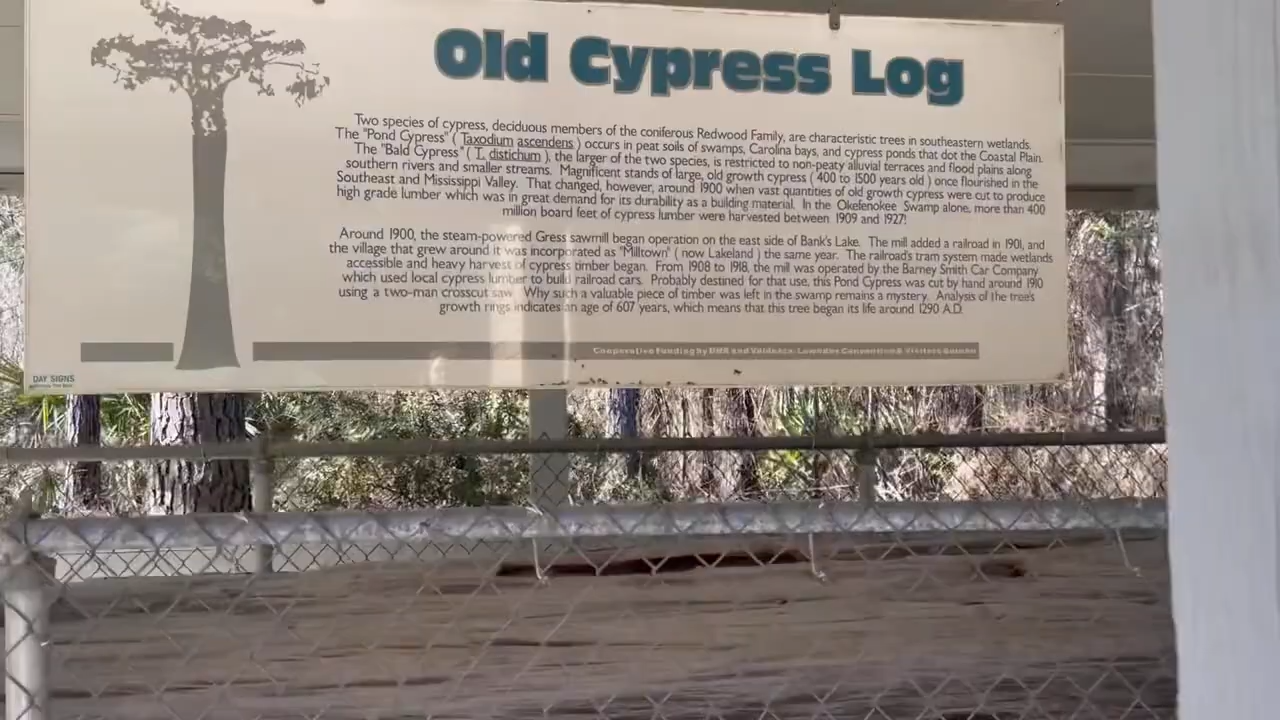 Old Cypress Log
Two species of cypress, deciduous members of the coniferous Redwood Family, are characteristic trees in southeastern wetlands.
The "Pond Cypress" ( Taxodium ascendens ) occurs in peat soils of swamps, Carolina bays, and cypress ponds that dot the Coastal Plain.
The "Bald Cypress" ( T. distichum ), the larger of the two species, is restricted to non-peaty alluvial terraces and flood plains along
southern rivers and smaller streams. Magnificent stands of large, old growth cypress ( 400 to 1500 years old ) once flourished in the
Southeast and Mississippi Valley. That changed, however, around 1900 when vast quantities of old growth cypress were cut to produce
high grade lumber which was in great demand for its durability as a building material. In the Okefenokee Swamp alone, more than 400
million board feet of cypress lumber were harvested between 1909 and 1927!
Around 1900, the steam-powered Gress sawmill began operation on the east side of Bank's Lake. The mill added a railroad in 1901, and
the village that grew around it was incorporated as "Milltown" ( now Lakeland ) the same year. The railroad's tram system made wetlands
accessible and heavy harvest of cypress timber began. From 1908 to 1918, the mill was operated by the Barney Smith Car Company
which used local cypress lumber to build railroad cars. Probably destined for that use, this Pond Cypress was cut by hand around 1910
using a two-man crosscut saw. Why such a valuable piece of timber was left in the swamp remains a mystery. Analysis of the tree's
growth rings indicates an age of 607 years, which means that this tree began its life around 1290 A.D.
Cooperative Funding by DNR and Valdosta-Lowndes Convention & Visitors Bureau
DAY SIGNS